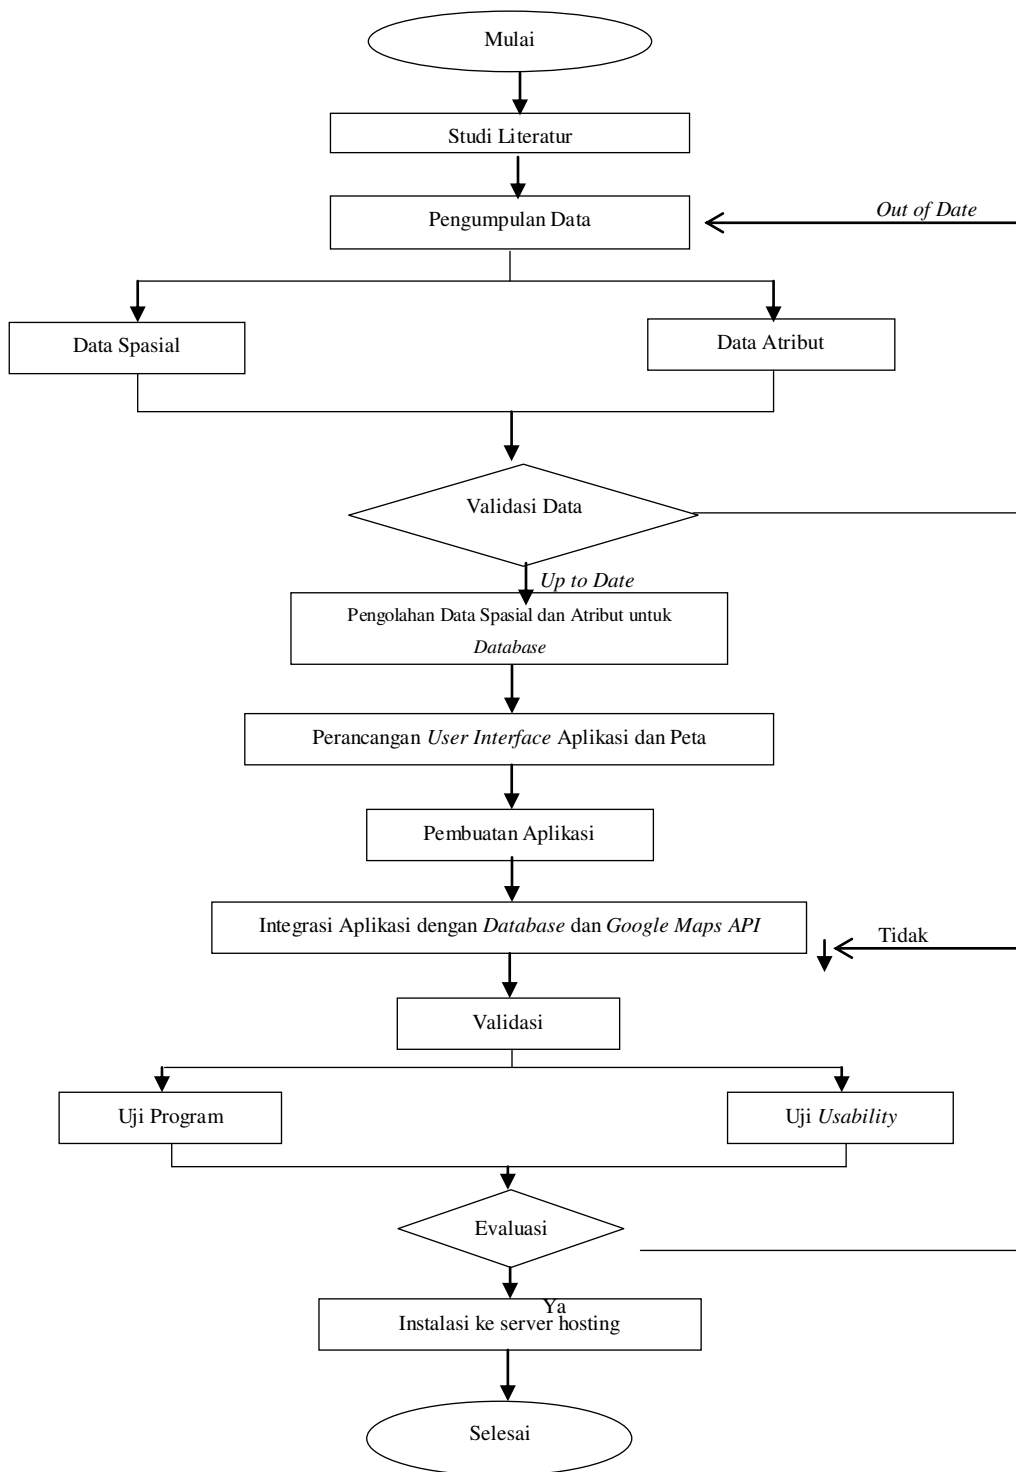 Mulai
Studi Literatur
Pengumpulan Data
Out of Date
Data Spasial
Data Atribut
Validasi Data
Up to Date
Pengolahan Data Spasial dan Atribut untuk
Database
Perancangan User Interface Aplikasi dan Peta
Pembuatan Aplikasi
Integrasi Aplikasi dengan Database dan Google Maps API
Tidak
Validasi
Uji Program
Uji Usability
Evaluasi
Ya
Instalasi ke server hosting
Selesai